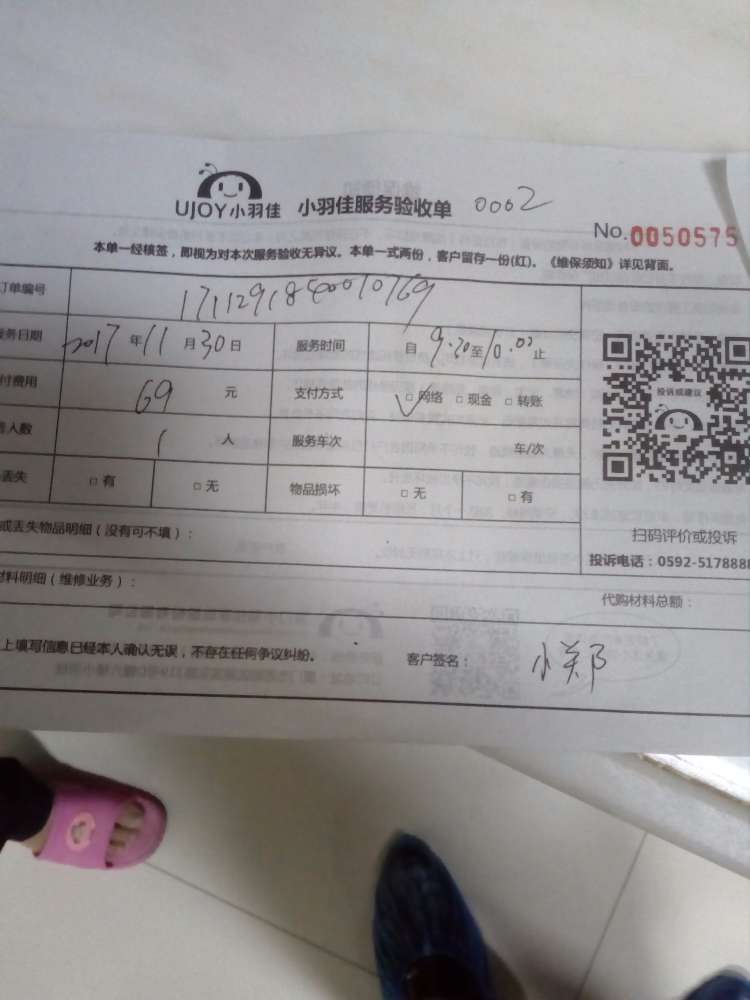 UJOY小羽佳 小羽佳服务验收单 0002
No.0050575
本单一经核签，即视为对本次服务验收无异议。本单一式两份，客户留存一份(红)。《维保须知》详见背面。
订单编号 17112918400010769
务日期 2017 年 11 月 30 日 服务时间 自 9.20 至 10.00 止
付费用 69 元 支付方式 ☑ 网络 □ 现金 □ 转账
人数 1 人 服务车次 车/次
丢失 □ 有 □ 无 物品损坏 □ 无 □ 有
投诉或建议
或丢失物品明细（没有可不填）：
扫码评价或投诉
投诉电话：0592-5178888
材料明细（维修业务）：
代购材料总额：
上填写信息已经本人确认无误，不存在任何争议纠纷。 客户签名： 小郑